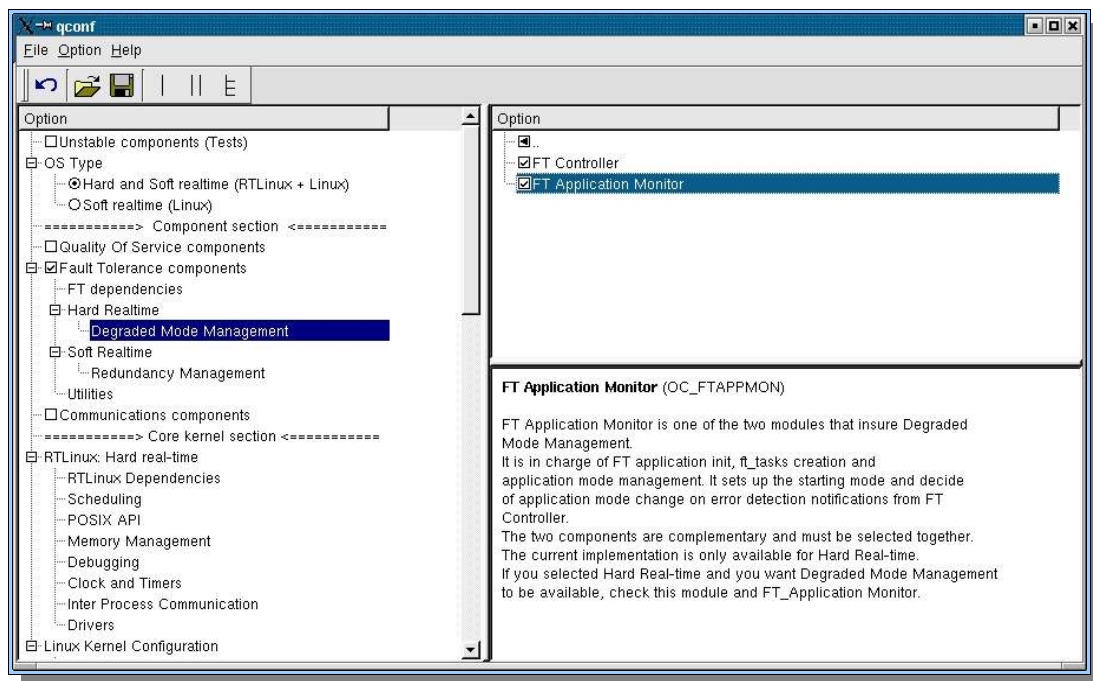 qconf
File Option Help
Option
Unstable components (Tests)
OS Type
Hard and Soft realtime (RTLinux + Linux)
Soft realtime (Linux)
===========> Component section <===========
Quality Of Service components
Fault Tolerance components
FT dependencies
Hard Realtime
Degraded Mode Management
Soft Realtime
Redundancy Management
Utilities
Communications components
===========> Core kernel section <===========
RTLinux: Hard real-time
RTLinux Dependencies
Scheduling
POSIX API
Memory Management
Debugging
Clock and Timers
Inter Process Communication
Drivers
Linux Kernel Configuration
Option
..
FT Controller
FT Application Monitor
FT Application Monitor (OC_FTAPPMON)
FT Application Monitor is one of the two modules that insure Degraded
Mode Management.
It is in charge of FT application init, ft_tasks creation and
application mode management. It sets up the starting mode and decide
of application mode change on error detection notifications from FT
Controller.
The two components are complementary and must be selected together.
The current implementation is only available for Hard Real-time.
If you selected Hard Real-time and you want Degraded Mode Management
to be available, check this module and FT_Application Monitor.